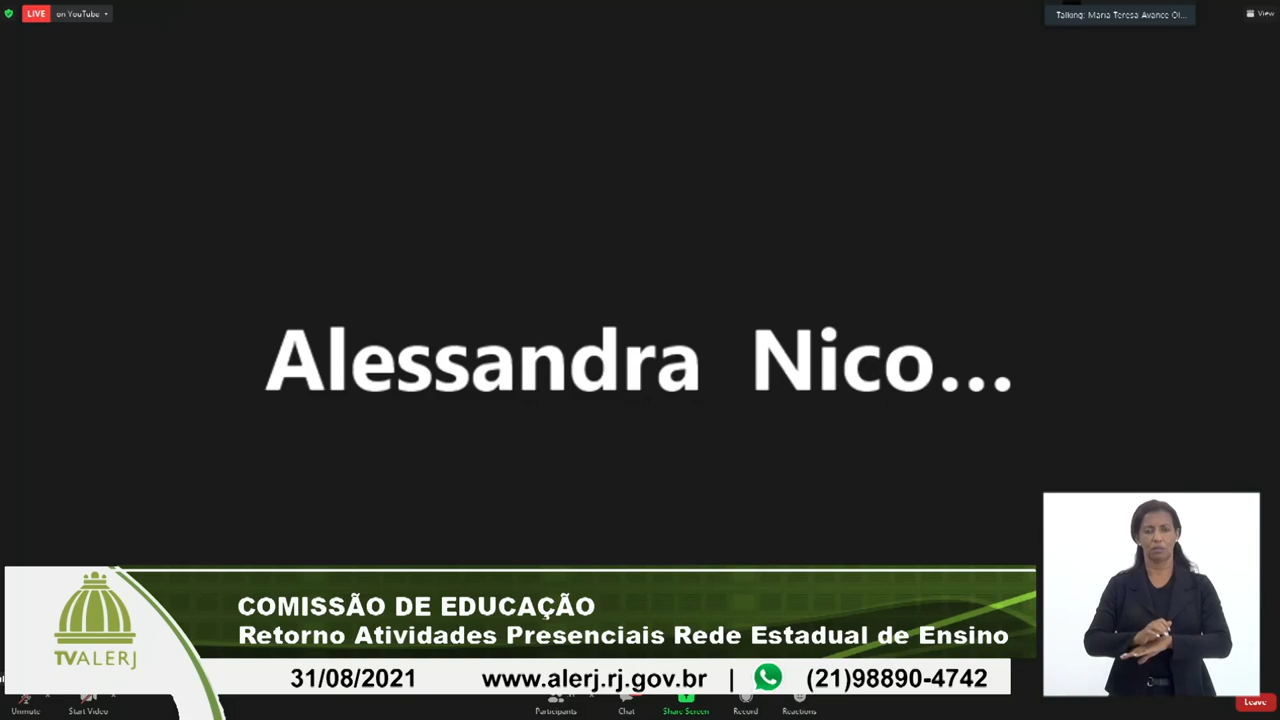 LIVE on YouTube
Talking: Maria Teresa Avance Ol...
View
Alessandra Nico...
COMISSÃO DE EDUCAÇÃO
Retorno Atividades Presenciais Rede Estadual de Ensino
TVALERJ
31/08/2021 www.alerj.rj.gov.br | (21)98890-4742
Unmute Start Video Participants Chat Share Screen Record Reactions Leave